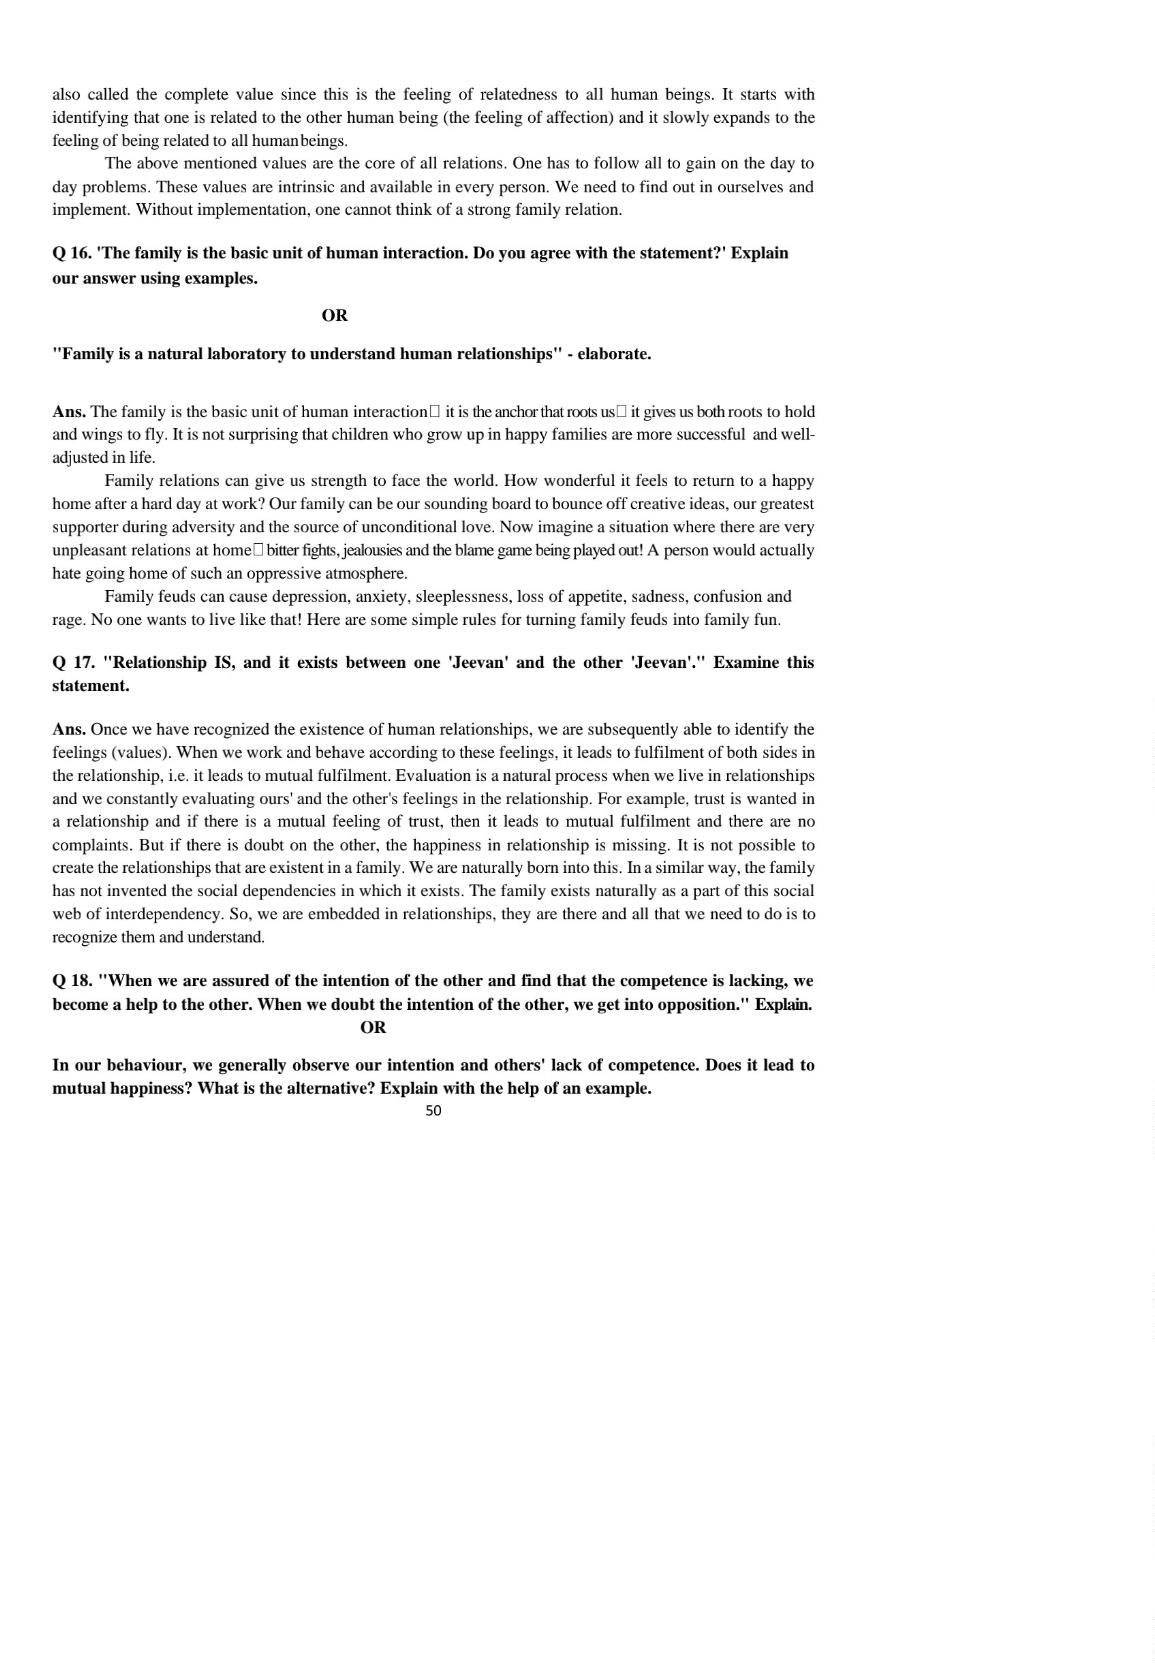 also called the complete value since this is the feeling of relatedness to all human beings. It starts with
identifying that one is related to the other human being (the feeling of affection) and it slowly expands to the
feeling of being related to all human beings.
The above mentioned values are the core of all relations. One has to follow all to gain on the day to
day problems. These values are intrinsic and available in every person. We need to find out in ourselves and
implement. Without implementation, one cannot think of a strong family relation.
Q 16. 'The family is the basic unit of human interaction. Do you agree with the statement?' Explain
our answer using examples.
OR
"Family is a natural laboratory to understand human relationships" - elaborate.
Ans. The family is the basic unit of human interaction□ it is the anchor that roots us□ it gives us both roots to hold
and wings to fly. It is not surprising that children who grow up in happy families are more successful and well-
adjusted in life.
Family relations can give us strength to face the world. How wonderful it feels to return to a happy
home after a hard day at work? Our family can be our sounding board to bounce off creative ideas, our greatest
supporter during adversity and the source of unconditional love. Now imagine a situation where there are very
unpleasant relations at home□ bitter fights, jealousies and the blame game being played out! A person would actually
hate going home of such an oppressive atmosphere.
Family feuds can cause depression, anxiety, sleeplessness, loss of appetite, sadness, confusion and
rage. No one wants to live like that! Here are some simple rules for turning family feuds into family fun.
Q 17. "Relationship IS, and it exists between one 'Jeevan' and the other 'Jeevan'." Examine this
statement.
Ans. Once we have recognized the existence of human relationships, we are subsequently able to identify the
feelings (values). When we work and behave according to these feelings, it leads to fulfilment of both sides in
the relationship, i.e. it leads to mutual fulfilment. Evaluation is a natural process when we live in relationships
and we constantly evaluating ours' and the other's feelings in the relationship. For example, trust is wanted in
a relationship and if there is a mutual feeling of trust, then it leads to mutual fulfilment and there are no
complaints. But if there is doubt on the other, the happiness in relationship is missing. It is not possible to
create the relationships that are existent in a family. We are naturally born into this. In a similar way, the family
has not invented the social dependencies in which it exists. The family exists naturally as a part of this social
web of interdependency. So, we are embedded in relationships, they are there and all that we need to do is to
recognize them and understand.
Q 18. "When we are assured of the intention of the other and find that the competence is lacking, we
become a help to the other. When we doubt the intention of the other, we get into opposition." Explain.
OR
In our behaviour, we generally observe our intention and others' lack of competence. Does it lead to
mutual happiness? What is the alternative? Explain with the help of an example.
50